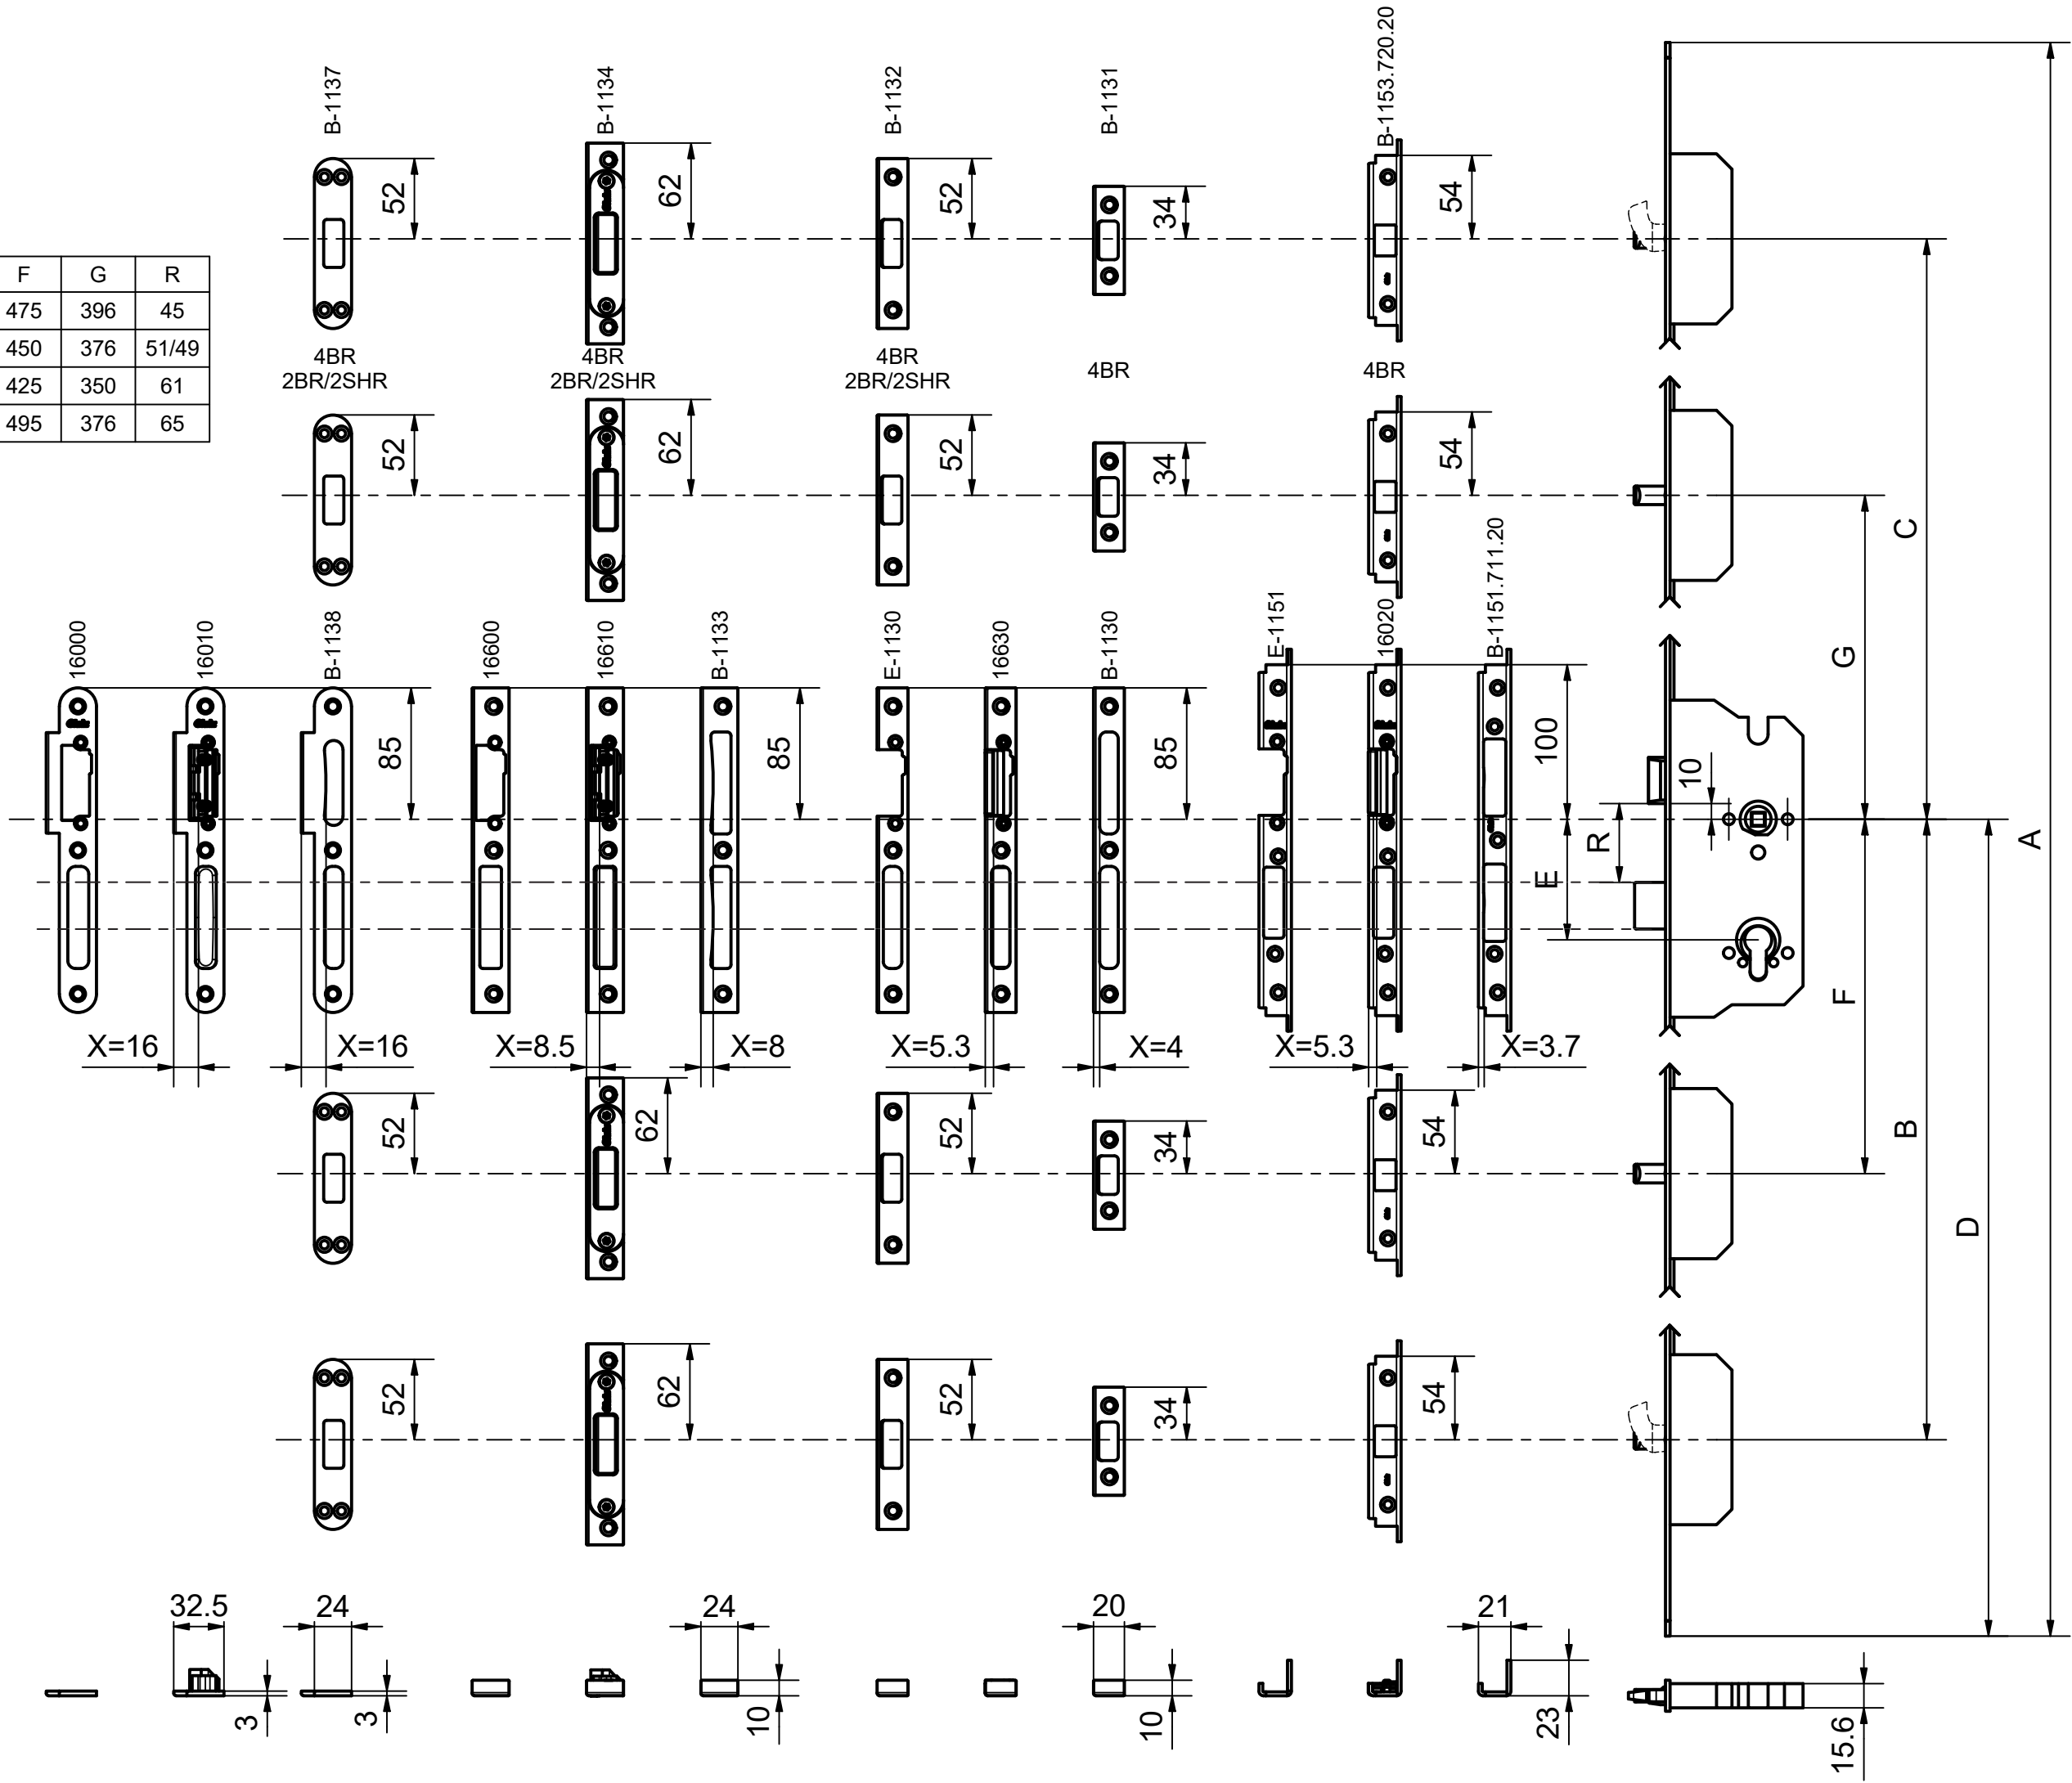 B-1137
B-1134
B-1132
B-1131
B-1153.720.20
52
62
52
34
54
F G R
475 396 45
450 376 51/49
425 350 61
495 376 65
4BR
2BR/2SHR
4BR
2BR/2SHR
4BR
2BR/2SHR
4BR
4BR
52
62
52
34
54
C
16000
16010
B-1138
16600
16610
B-1133
E-1130
16630
B-1130
E-1151
16020
B-1151.711.20
85
85
85
100
10
R
E
G
A
F
X=16
X=16
X=8.5
X=8
X=5.3
X=4
X=5.3
X=3.7
52
62
52
34
54
B
D
52
62
52
34
54
32.5
24
24
20
21
3
3
10
10
23
15.6